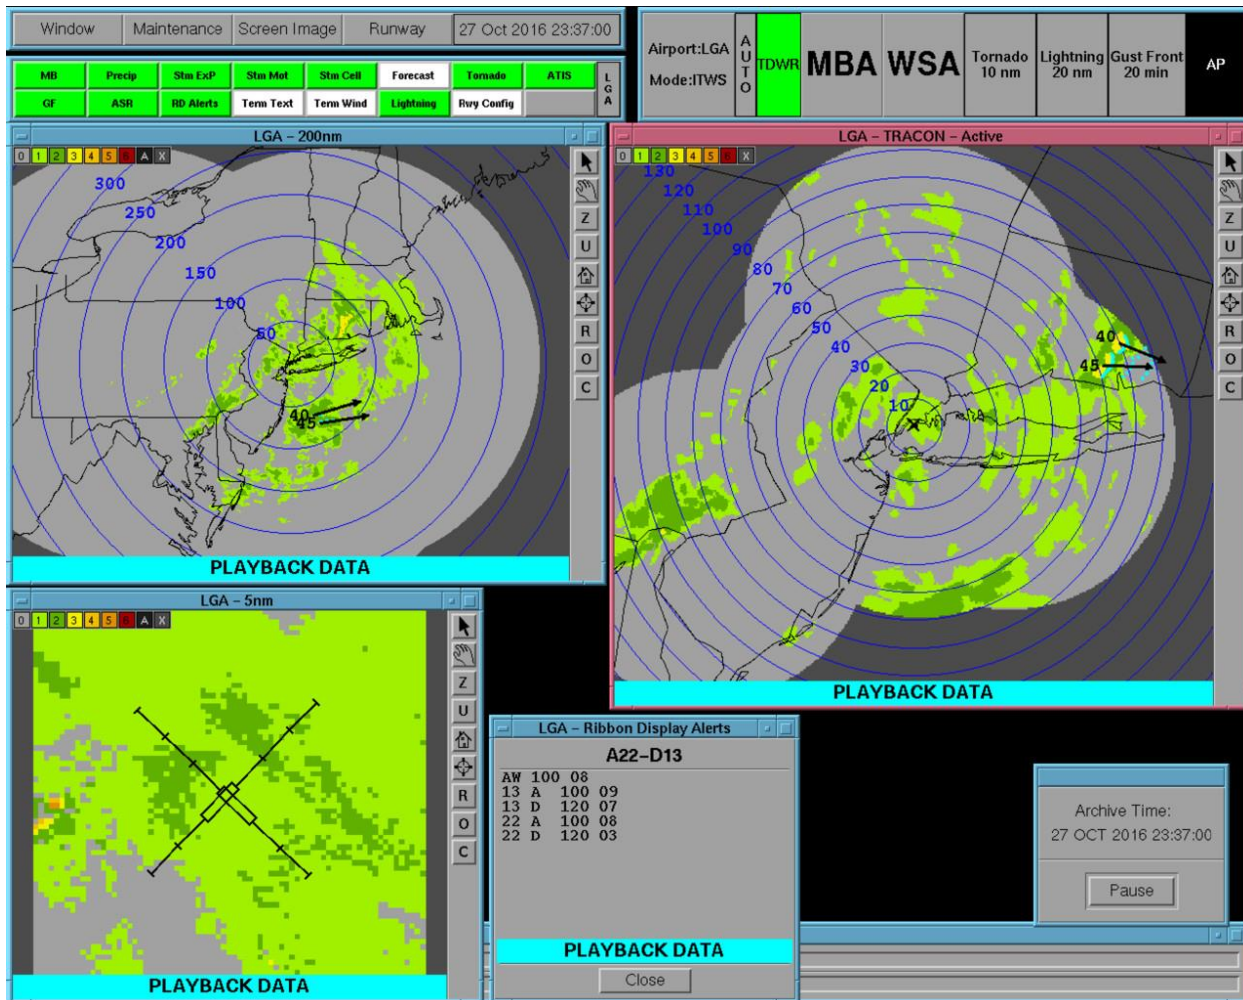 Window Maintenance Screen Image Runway 27 Oct 2016 23:37:00
MB Precip Stm ExP Stm Mot Stm Cell Forecast Tornado ATIS
GF ASR RD Alerts Term Text Term Wind Lightning Rwy Config
LGA
Airport:LGA
Mode:ITWS
AUTO
TDWR
MBA
WSA
Tornado
10 nm
Lightning
20 nm
Gust Front
20 min
AP
LGA – 200nm
0 1 2 3 4 5 6 A X
300
250
200
150
100
50
40
45
Z
U
R
O
C
PLAYBACK DATA
LGA – TRACON – Active
0 1 2 3 4 5 6 X
130
120
110
100
90
80
70
60
50
40
30
20
10
40
45
Z
U
R
O
C
PLAYBACK DATA
LGA – 5nm
0 1 2 3 4 5 6 A X
Z
U
R
O
C
PLAYBACK DATA
LGA – Ribbon Display Alerts
A22–D13
AW 100 08
13 A 100 09
13 D 120 07
22 A 100 08
22 D 120 03
PLAYBACK DATA
Close
Archive Time:
27 OCT 2016 23:37:00
Pause